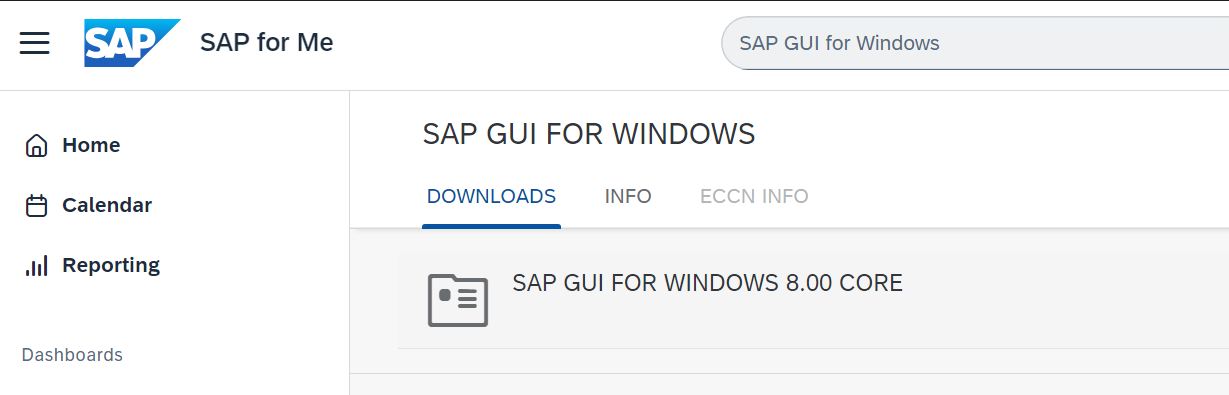 SAP SAP for Me
SAP GUI for Windows
Home
Calendar
Reporting
Dashboards
SAP GUI FOR WINDOWS
DOWNLOADS INFO ECCN INFO
SAP GUI FOR WINDOWS 8.00 CORE